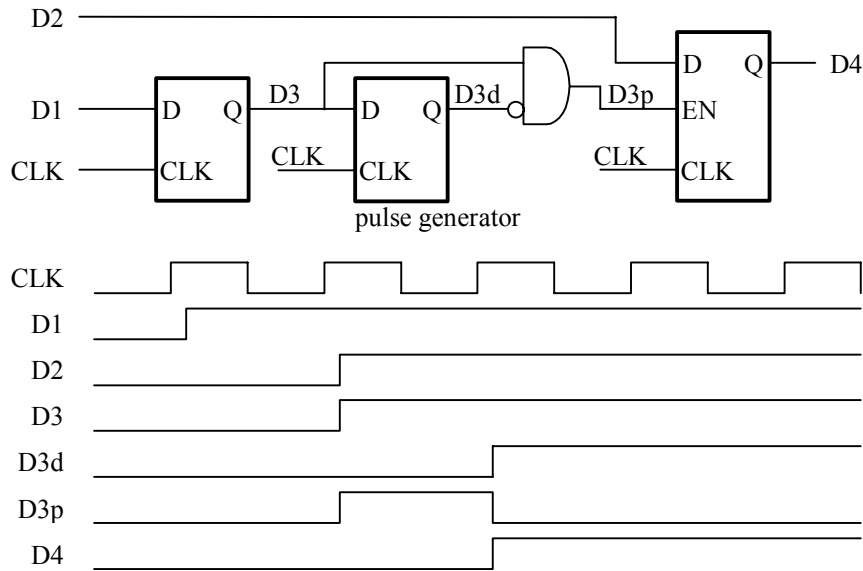 D2
D Q D4
D3 D3d D3p
D1 D Q D Q EN
CLK CLK CLK CLK CLK CLK
pulse generator
CLK
D1
D2
D3
D3d
D3p
D4